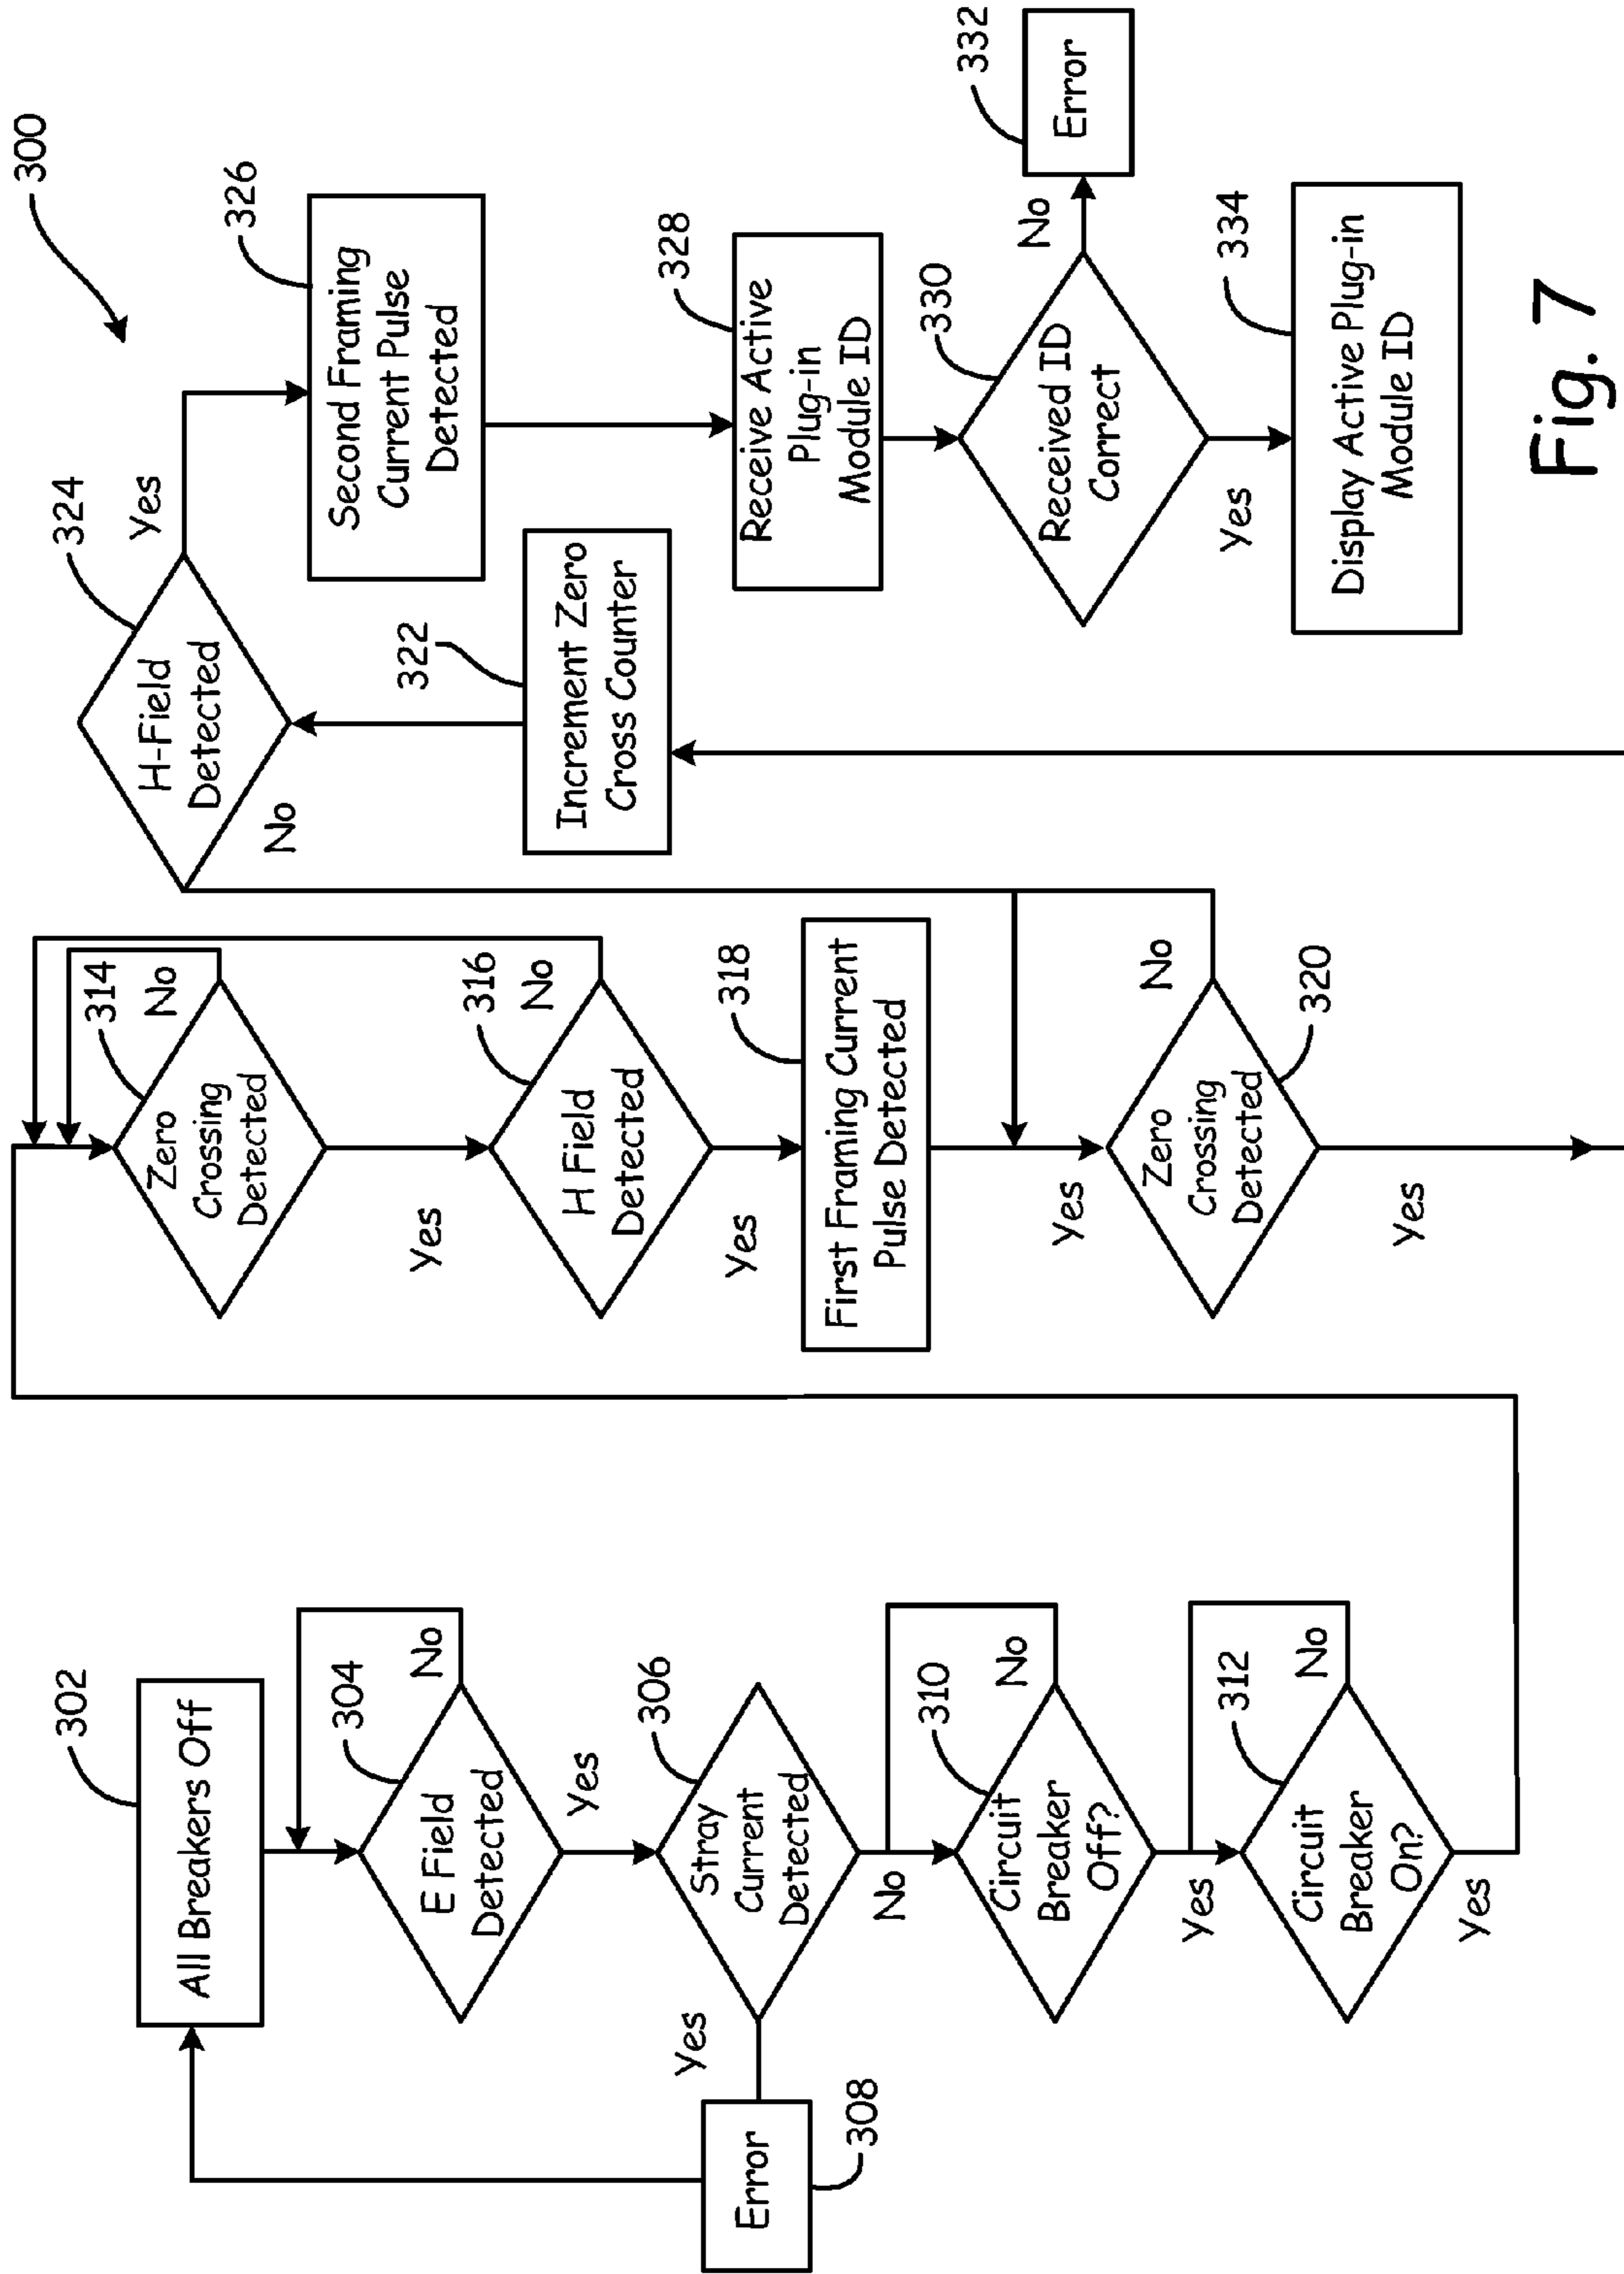 300
302
All Breakers Off
304
E Field
Detected
No
Yes
306
Stray
Current
Detected
Yes
Error
308
No
310
Circuit
Breaker
Off?
No
Yes
312
Circuit
Breaker
On?
No
Yes
314
Zero
Crossing
Detected
No
Yes
316
H Field
Detected
No
Yes
318
First Framing Current
Pulse Detected
Yes
320
Zero
Crossing
Detected
No
Yes
322
Increment Zero
Cross Counter
324
H-Field
Detected
No
Yes
326
Second Framing
Current Pulse
Detected
328
Receive Active
Plug-in
Module ID
330
Received ID
Correct
No
332
Error
Yes
334
Display Active Plug-in
Module ID
Fig. 7